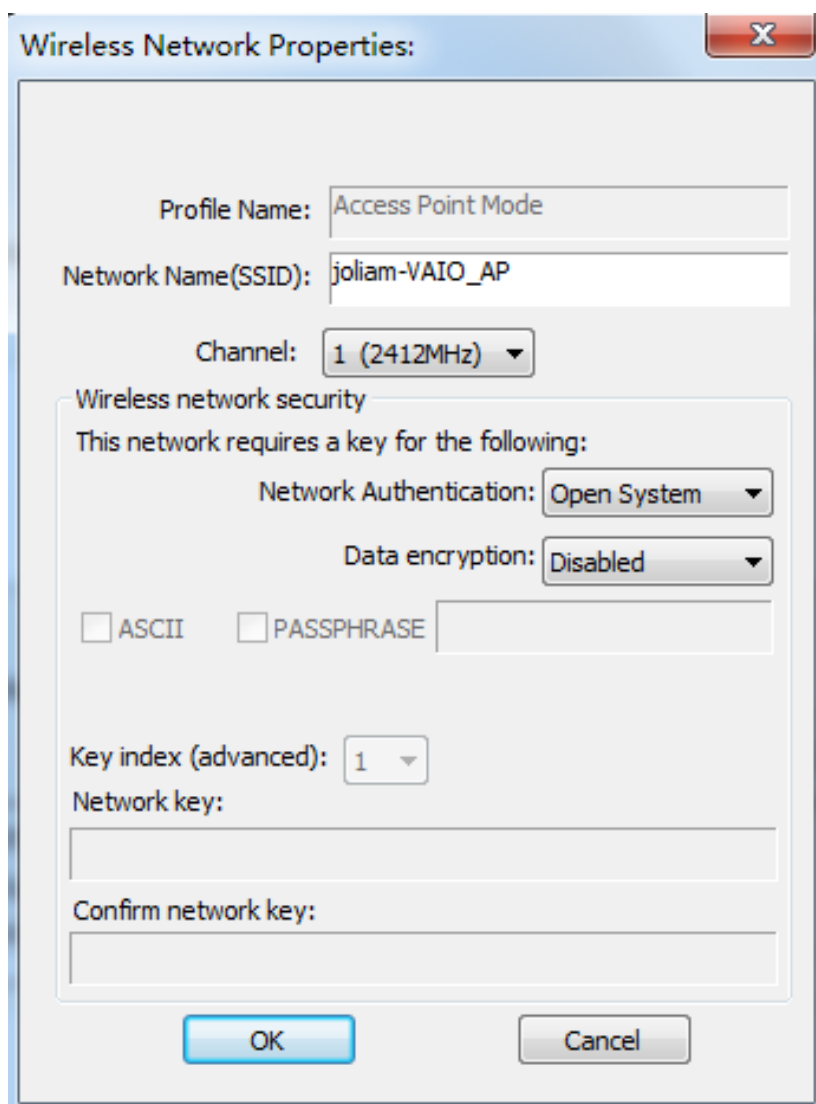 Wireless Network Properties:
Profile Name: Access Point Mode
Network Name(SSID): joliam-VAIO_AP
Channel: 1 (2412MHz)
Wireless network security
This network requires a key for the following:
Network Authentication: Open System
Data encryption: Disabled
ASCII PASSPHRASE
Key index (advanced): 1
Network key:
Confirm network key:
OK Cancel